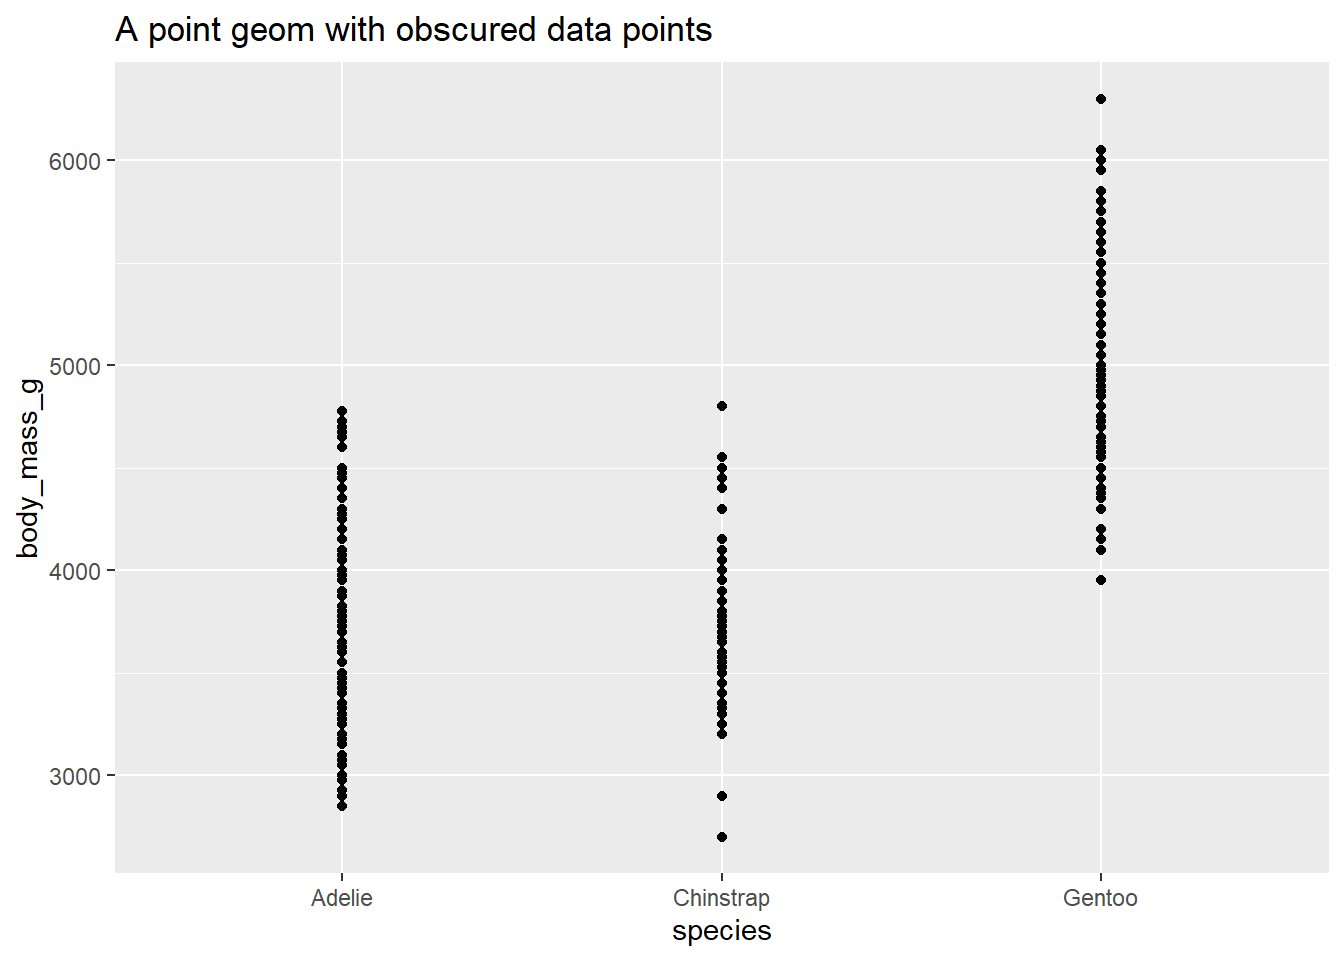 A point geom with obscured data points
6000
5000
4000
3000
body_mass_g
Adelie Chinstrap Gentoo
species